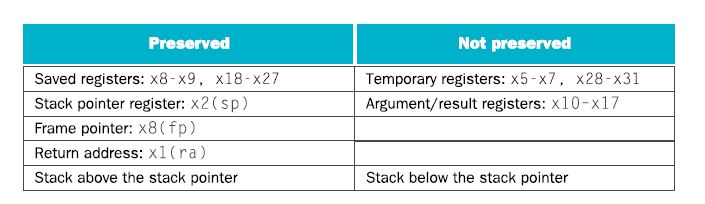 Preserved Not preserved
Saved registers: x8-x9, x18-x27 Temporary registers: x5-x7, x28-x31
Stack pointer register: x2(sp) Argument/result registers: x10-x17
Frame pointer: x8(fp)
Return address: x1(ra)
Stack above the stack pointer Stack below the stack pointer